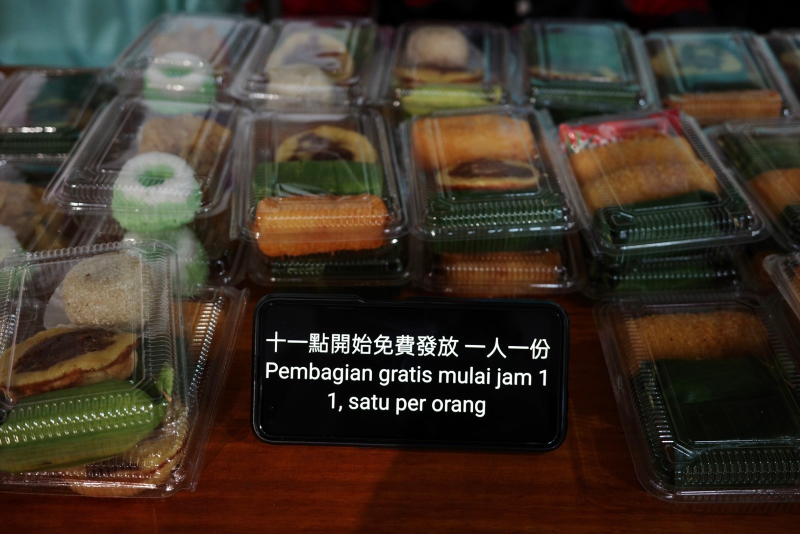 十一點開始免費發放 一人一份
Pembagian gratis mulai jam 1
1, satu per orang